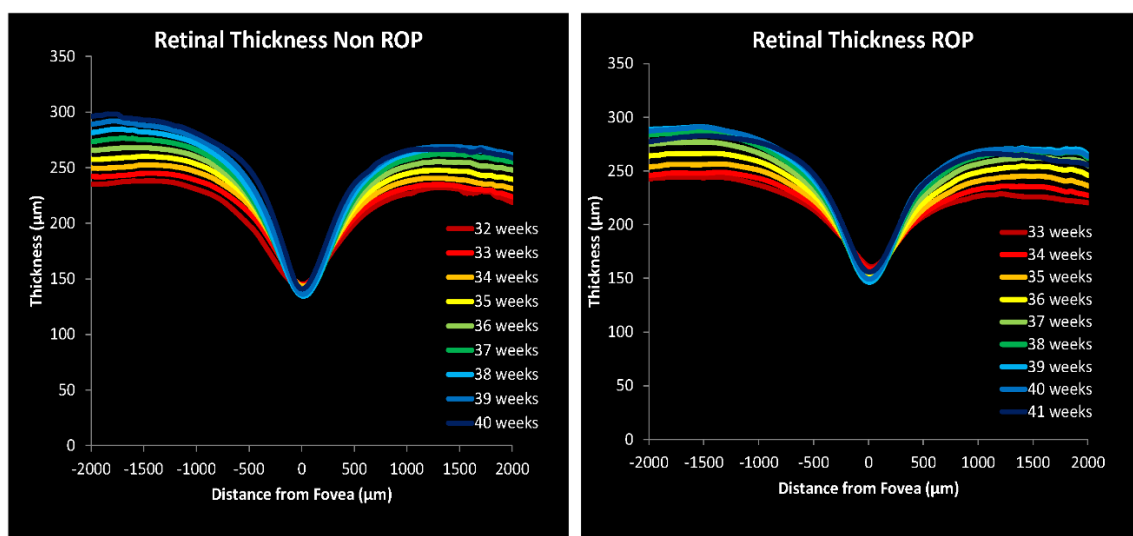 Retinal Thickness Non ROP
350
300
250
200
150
100
50
0
Thickness (µm)
-2000 -1500 -1000 -500 0 500 1000 1500 2000
Distance from Fovea (µm)
32 weeks
33 weeks
34 weeks
35 weeks
36 weeks
37 weeks
38 weeks
39 weeks
40 weeks
Retinal Thickness ROP
350
300
250
200
150
100
50
0
Thickness (µm)
-2000 -1500 -1000 -500 0 500 1000 1500 2000
Distance from Fovea (µm)
33 weeks
34 weeks
35 weeks
36 weeks
37 weeks
38 weeks
39 weeks
40 weeks
41 weeks